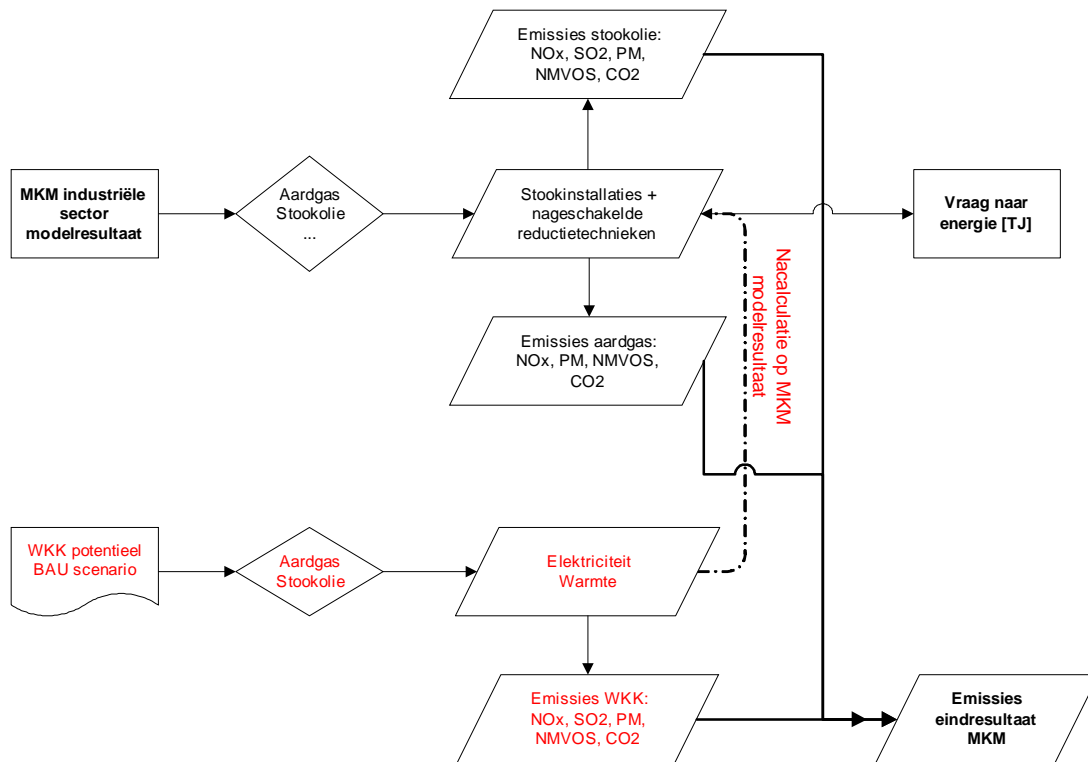 Emissies stookolie:
NOx, SO2, PM,
NMVOS, CO2
MKM industriële
sector
modelresultaat
Aardgas
Stookolie
...
Stookinstallaties +
nageschakelde
reductietechnieken
Vraag naar
energie [TJ]
Nacalculatie op MKM
modelresultaat
Emissies aardgas:
NOx, PM, NMVOS,
CO2
WKK potentieel
BAU scenario
Aardgas
Stookolie
Elektriciteit
Warmte
Emissies WKK:
NOx, SO2, PM,
NMVOS, CO2
Emissies
eindresultaat
MKM